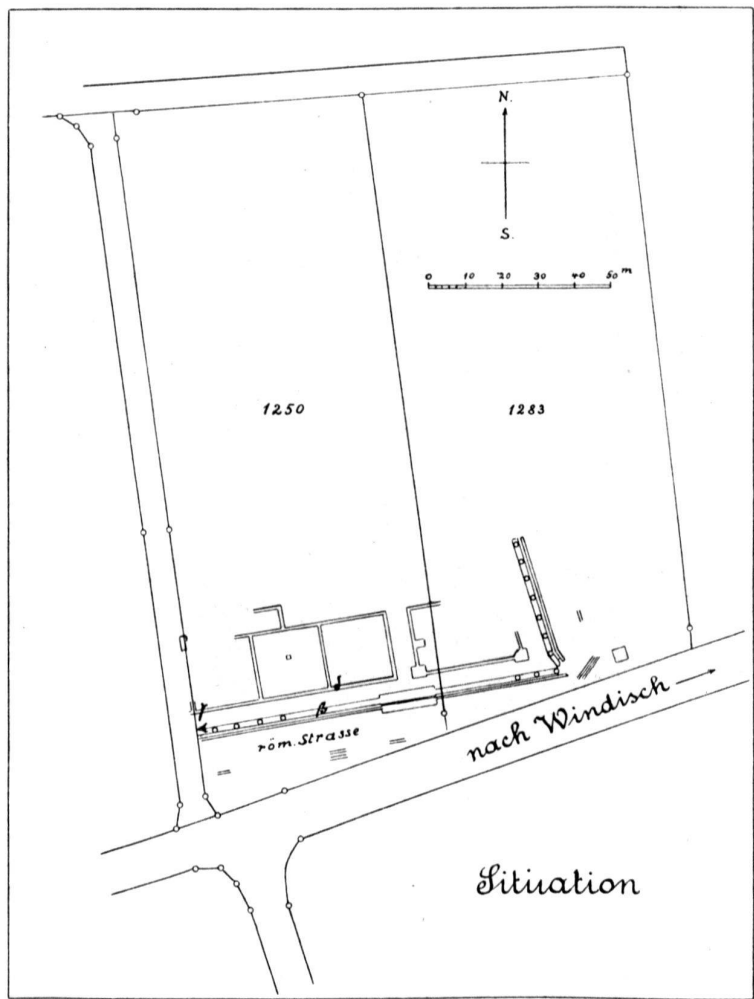 N.
S.
0 10 20 30 40 50 m
1250
1283
δ
γ
β
röm. Strasse
nach Windisch
Situation